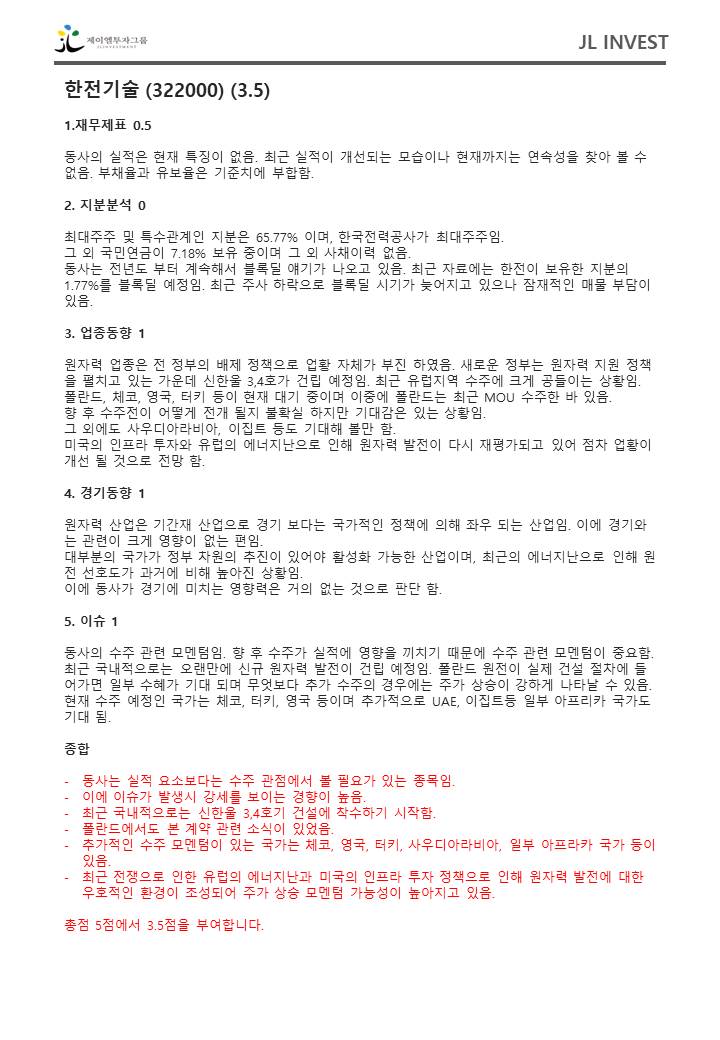 제이엘투자그룹
JL INVESTMENT
JL INVEST
한전기술 (322000) (3.5)
1.재무제표 0.5
동사의 실적은 현재 특징이 없음. 최근 실적이 개선되는 모습이나 현재까지는 연속성을 찾아 볼 수
없음. 부채율과 유보율은 기준치에 부합함.
2. 지분분석 0
최대주주 및 특수관계인 지분은 65.77% 이며, 한국전력공사가 최대주주임.
그 외 국민연금이 7.18% 보유 중이며 그 외 사채이력 없음.
동사는 전년도 부터 계속해서 블록딜 얘기가 나오고 있음. 최근 자료에는 한전이 보유한 지분의
1.77%를 블록딜 예정임. 최근 주사 하락으로 블록딜 시기가 늦어지고 있으나 잠재적인 매물 부담이
있음.
3. 업종동향 1
원자력 업종은 전 정부의 배제 정책으로 업황 자체가 부진 하였음. 새로운 정부는 원자력 지원 정책
을 펼치고 있는 가운데 신한울 3,4호가 건립 예정임. 최근 유럽지역 수주에 크게 공들이는 상황임.
폴란드, 체코, 영국, 터키 등이 현재 대기 중이며 이중에 폴란드는 최근 MOU 수주한 바 있음.
향 후 수주전이 어떻게 전개 될지 불확실 하지만 기대감은 있는 상황임.
그 외에도 사우디아라비아, 이집트 등도 기대해 볼만 함.
미국의 인프라 투자와 유럽의 에너지난으로 인해 원자력 발전이 다시 재평가되고 있어 점차 업황이
개선 될 것으로 전망 함.
4. 경기동향 1
원자력 산업은 기간재 산업으로 경기 보다는 국가적인 정책에 의해 좌우 되는 산업임. 이에 경기와
는 관련이 크게 영향이 없는 편임.
대부분의 국가가 정부 차원의 추진이 있어야 활성화 가능한 산업이며, 최근의 에너지난으로 인해 원
전 선호도가 과거에 비해 높아진 상황임.
이에 동사가 경기에 미치는 영향력은 거의 없는 것으로 판단 함.
5. 이슈 1
동사의 수주 관련 모멘텀임. 향 후 수주가 실적에 영향을 끼치기 때문에 수주 관련 모멘텀이 중요함.
최근 국내적으로는 오랜만에 신규 원자력 발전이 건립 예정임. 폴란드 원전이 실제 건설 절차에 들
어가면 일부 수혜가 기대 되며 무엇보다 추가 수주의 경우에는 주가 상승이 강하게 나타날 수 있음.
현재 수주 예정인 국가는 체코, 터키, 영국 등이며 추가적으로 UAE, 이집트등 일부 아프리카 국가도
기대 됨.
종합
- 동사는 실적 요소보다는 수주 관점에서 볼 필요가 있는 종목임.
- 이에 이슈가 발생시 강세를 보이는 경향이 높음.
- 최근 국내적으로는 신한울 3,4호기 건설에 착수하기 시작함.
- 폴란드에서도 본 계약 관련 소식이 있었음.
- 추가적인 수주 모멘텀이 있는 국가는 체코, 영국, 터키, 사우디아라비아, 일부 아프라카 국가 등이
있음.
- 최근 전쟁으로 인한 유럽의 에너지난과 미국의 인프라 투자 정책으로 인해 원자력 발전에 대한
우호적인 환경이 조성되어 주가 상승 모멘텀 가능성이 높아지고 있음.
총점 5점에서 3.5점을 부여합니다.